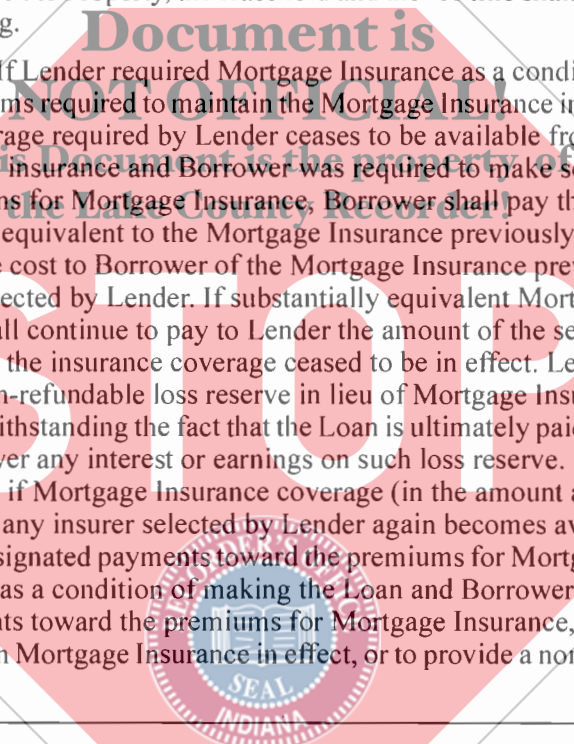 g.
Document is
If Lender required Mortgage Insurance as a condi
NOT OFFICIAL!
ms required to maintain the Mortgage Insurance in
rage required by Lender ceases to be available fr
is Document is the property of
insurance and Borrower was required to make se
ns for Mortgage Insurance, Borrower shall pay th
the Lake County Recorder!
equivalent to the Mortgage Insurance previously
e cost to Borrower of the Mortgage Insurance prev
ected by Lender. If substantially equivalent Mort
all continue to pay to Lender the amount of the se
the insurance coverage ceased to be in effect. Le
n-refundable loss reserve in lieu of Mortgage Insu
ithstanding the fact that the Loan is ultimately paid
ver any interest or earnings on such loss reserve.
STOP
if Mortgage Insurance coverage (in the amount a
any insurer selected by Lender again becomes av
signated payments toward the premiums for Mortg
as a condition of making the Loan and Borrower
nts toward the premiums for Mortgage Insurance,
n Mortgage Insurance in effect, or to provide a non
SEAL
INDIANA